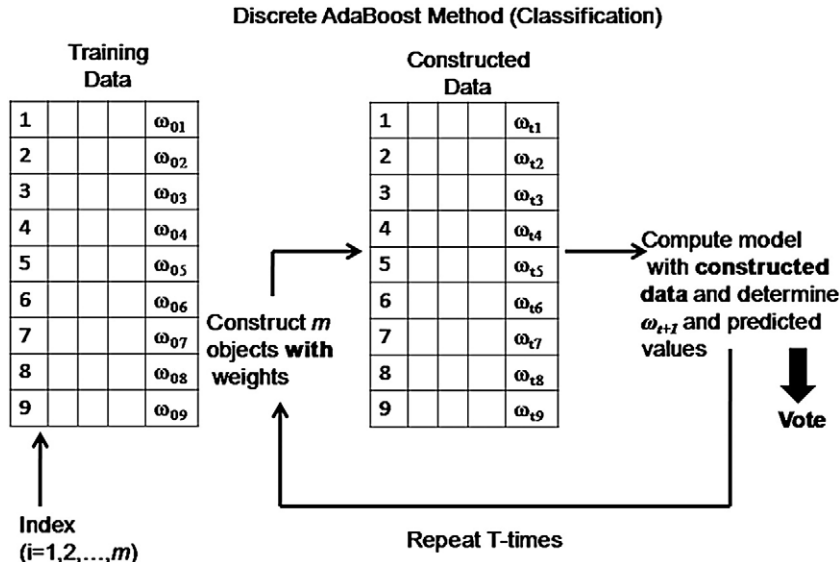 Discrete AdaBoost Method (Classification)
Training
Data
1 ω01
2 ω02
3 ω03
4 ω04
5 ω05
6 ω06
7 ω07
8 ω08
9 ω09
Index
(i=1,2,...,m)
Construct m
objects with
weights
Constructed
Data
1 ωt1
2 ωt2
3 ωt3
4 ωt4
5 ωt5
6 ωt6
7 ωt7
8 ωt8
9 ωt9
Compute model
with constructed
data and determine
ωt+1 and predicted
values
Vote
Repeat T-times